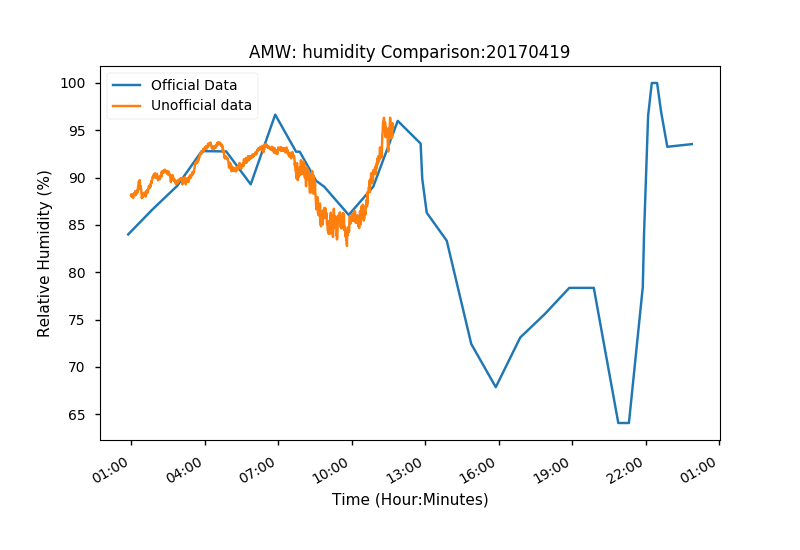 AMW: humidity Comparison:20170419
Official Data
Unofficial data
Relative Humidity (%)
100
95
90
85
80
75
70
65
01:00 04:00 07:00 10:00 13:00 16:00 19:00 22:00 01:00
Time (Hour:Minutes)